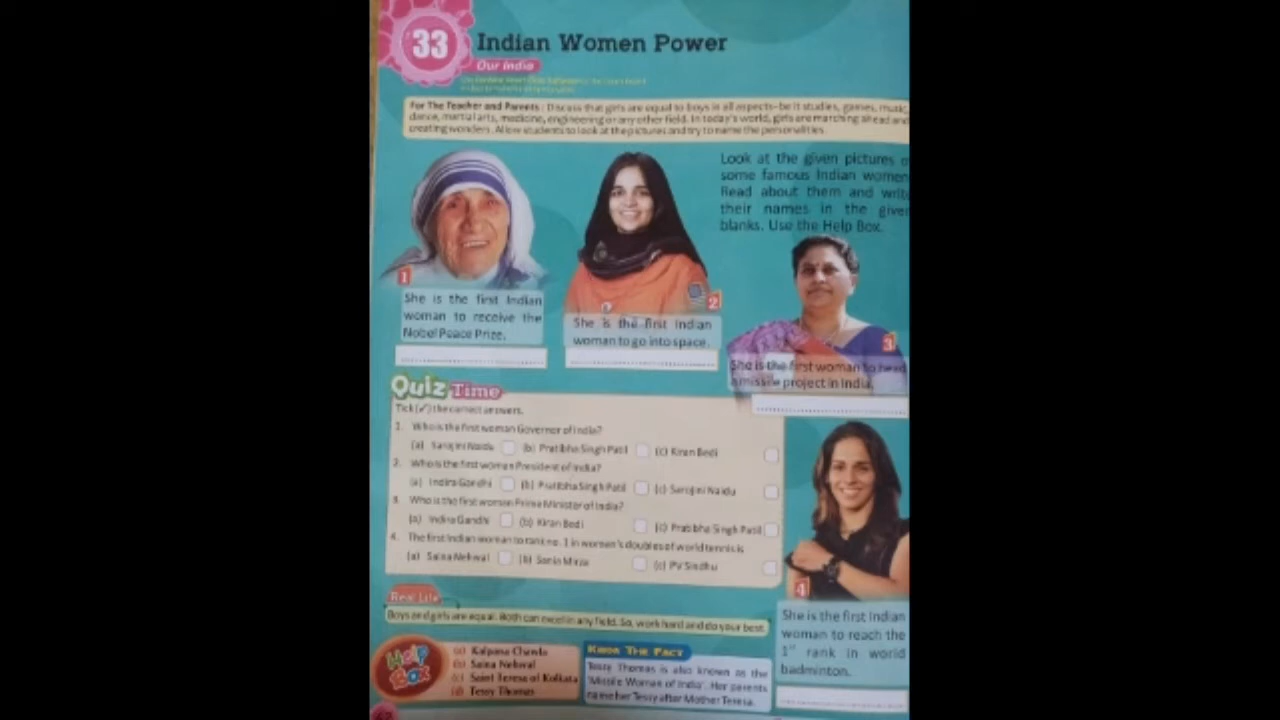 33
Indian Women Power
Our India
For The Teacher and Parents : Discuss that girls are equal to boys in all aspects–be it studies, games, music,
dance, martial arts, medicine, engineering or any other field. In today's world, girls are marching ahead and
creating wonders. Allow students to look at the pictures and try to name the personalities.
Look at the given pictures
some famous Indian women
Read about them and write
their names in the given
blanks. Use the Help Box.
1
She is the first Indian
woman to receive the
Nobel Peace Prize.
2
She is the first Indian
woman to go into space.
3
She is the first woman to head
a missile project in India.
Quiz Time
Tick (✓) the correct answers.
1. Who is the first woman Governor of India?
(a) Sarojini Naidu (b) Pratibha Singh Patil (c) Kiran Bedi
2. Who is the first woman President of India?
(a) Indira Gandhi (b) Pratibha Singh Patil (c) Sarojini Naidu
3. Who is the first woman Prime Minister of India?
(a) Indira Gandhi (b) Kiran Bedi (c) Pratibha Singh Patil
4. The first Indian woman to rank no. 1 in women's doubles of world tennis is
(a) Saina Nehwal (b) Sania Mirza (c) PV Sindhu
4
She is the first Indian
woman to reach the
1st rank in world
badminton.
Real Life
Boys and girls are equal. Both can excel in any field. So, work hard and do your best.
Help Box
(a) Kalpana Chawla
(b) Saina Nehwal
(c) Saint Teresa of Kolkata
(d) Tessy Thomas
Know The Fact
Tessy Thomas is also known as the
'Missile Woman of India'. Her parents
name her Tessy after Mother Teresa.